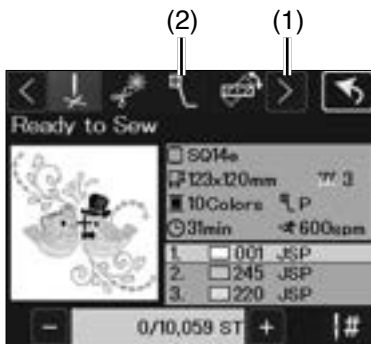 (2) (1)
Ready to Sew
SQ14e
123x120mm 3
10Colors P
31min 600spm
1. 001 JSP
2. 245 JSP
3. 220 JSP
- 0/10,059 ST + #